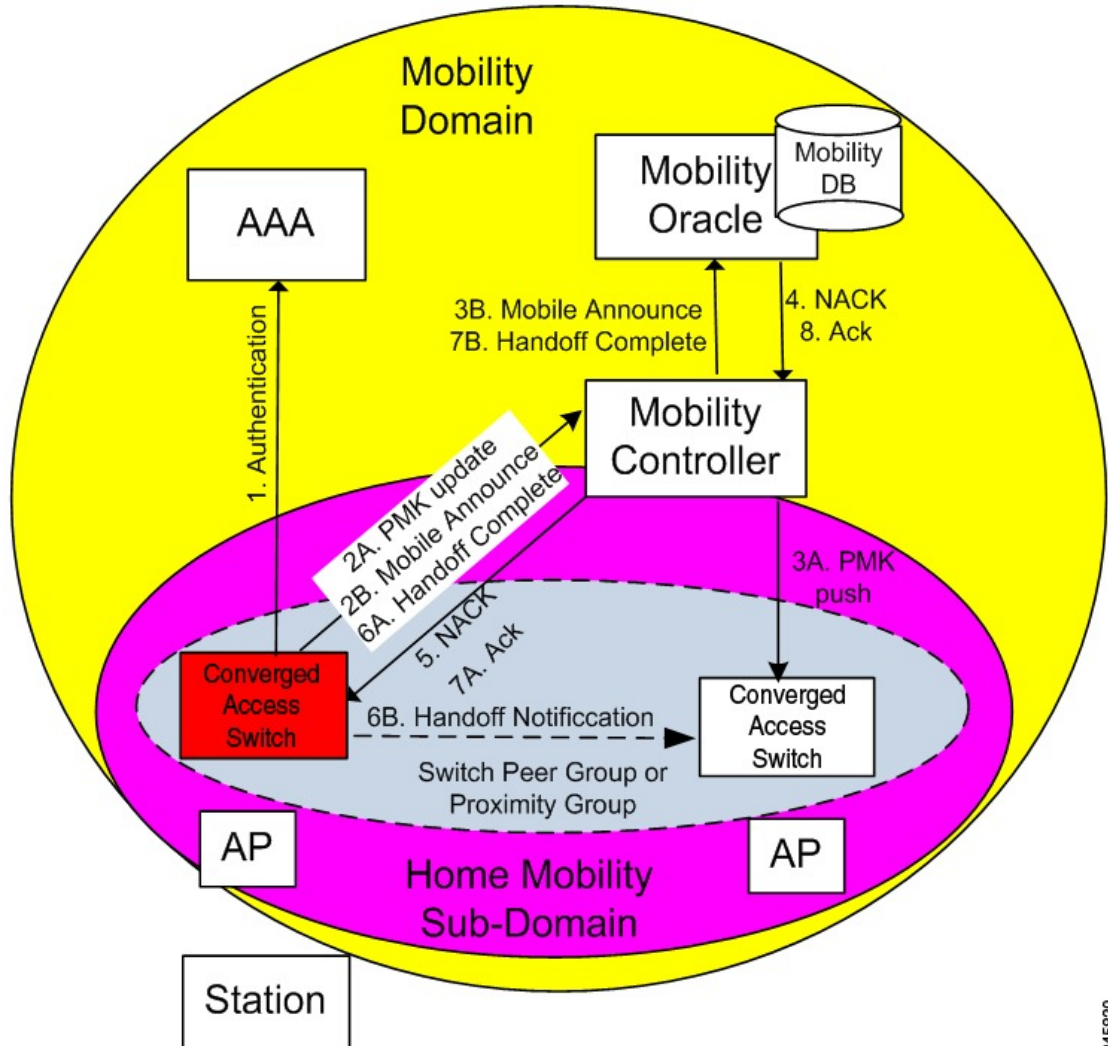 Mobility
Domain
Mobility
DB
Mobility
Oracle
AAA
1. Authentication
3B. Mobile Announce
7B. Handoff Complete
4. NACK
8. Ack
Mobility
Controller
2A. PMK update
2B. Mobile Announce
6A. Handoff Complete
5. NACK
7A. Ack
3A. PMK
push
Converged
Access
Switch
6B. Handoff Notificcation
Converged
Access
Switch
Switch Peer Group or
Proximity Group
AP
AP
Home Mobility
Sub-Domain
Station